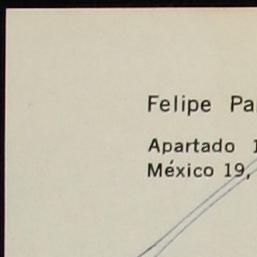 Felipe Pa
Apartado 1
México 19,